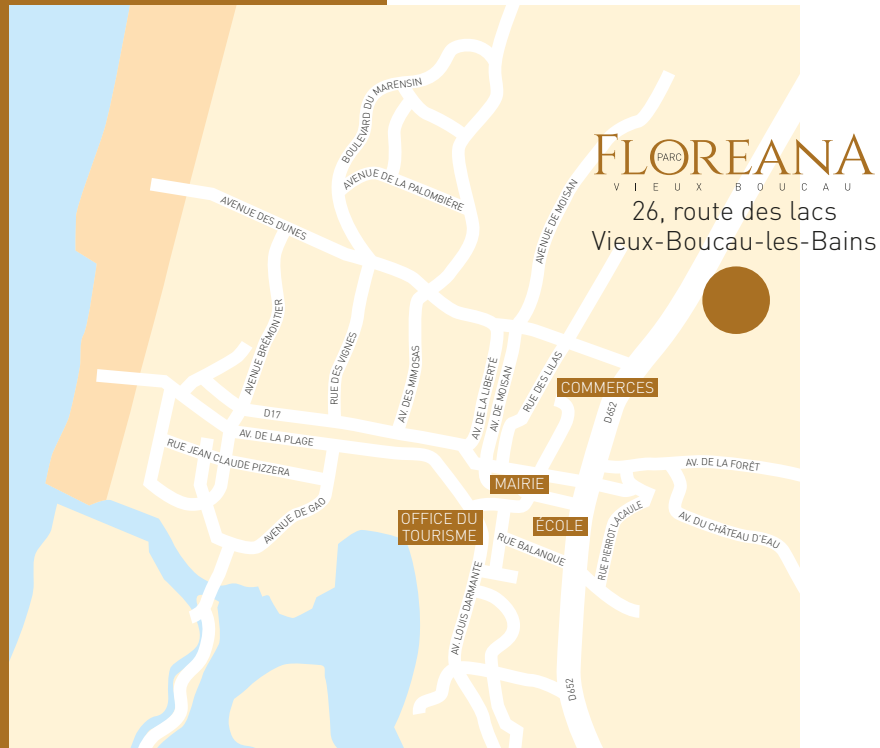 BOULEVARD DU MARENSIN
AVENUE DE LA PALOMBIÈRE
AVENUE DES DUNES
AVENUE DE MOISAN
FLOREANA
PARC
VIEUX BOUCAU
26, route des lacs
Vieux-Boucau-les-Bains
AVENUE BRÉMONTIER
RUE DES VIGNES
AV. DES MIMOSAS
AV. DE LA LIBERTÉ
AV. DE MOISAN
RUE DES LILAS
COMMERCES
D652
D17
AV. DE LA PLAGE
RUE JEAN CLAUDE PIZZERA
AVENUE DE GAO
MAIRIE
AV. DE LA FORÊT
OFFICE DU
TOURISME
ÉCOLE
RUE BALANQUE
RUE PIERROT LACAULE
AV. DU CHÂTEAU D'EAU
AV. LOUIS DARMANTE
D652